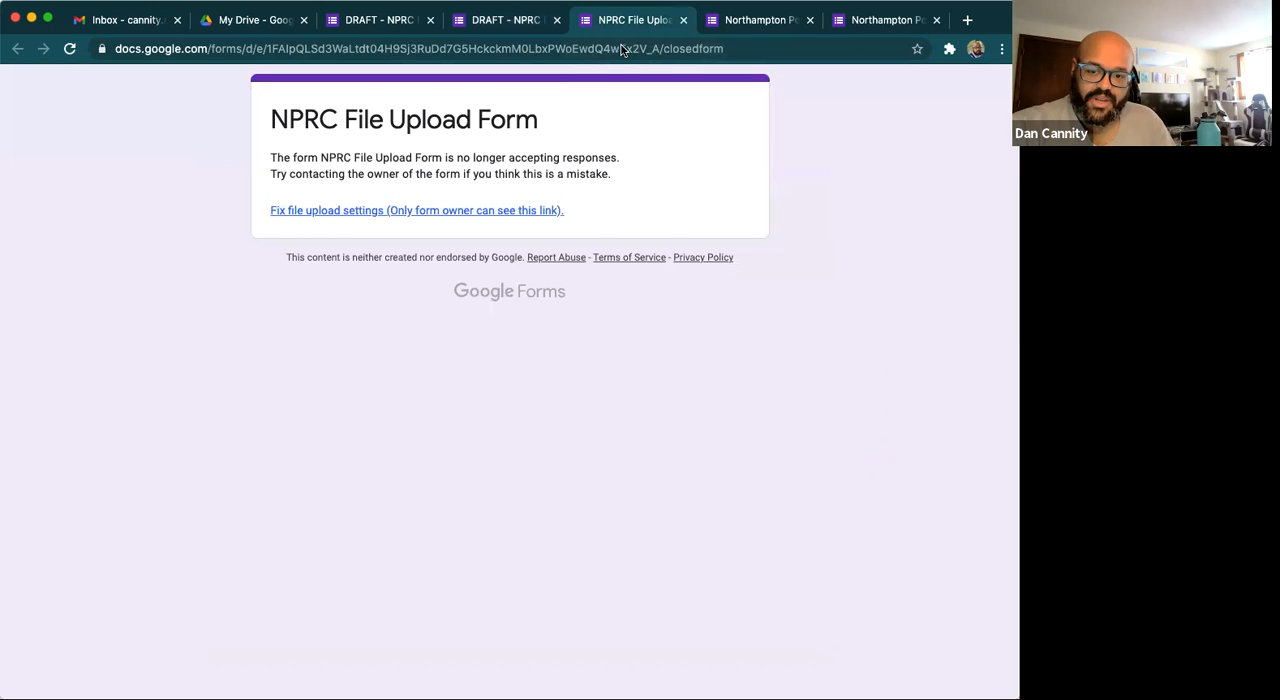 Inbox - cannity.
My Drive - Goog
DRAFT - NPRC
DRAFT - NPRC
NPRC File Uploa
Northampton Po
Northampton Po
docs.google.com/forms/d/e/
/closedform
NPRC File Upload Form
The form NPRC File Upload Form is no longer accepting responses.
Try contacting the owner of the form if you think this is a mistake.
Fix file upload settings (Only form owner can see this link).
This content is neither created nor endorsed by Google. Report Abuse - Terms of Service - Privacy Policy
Google Forms
Dan Cannity